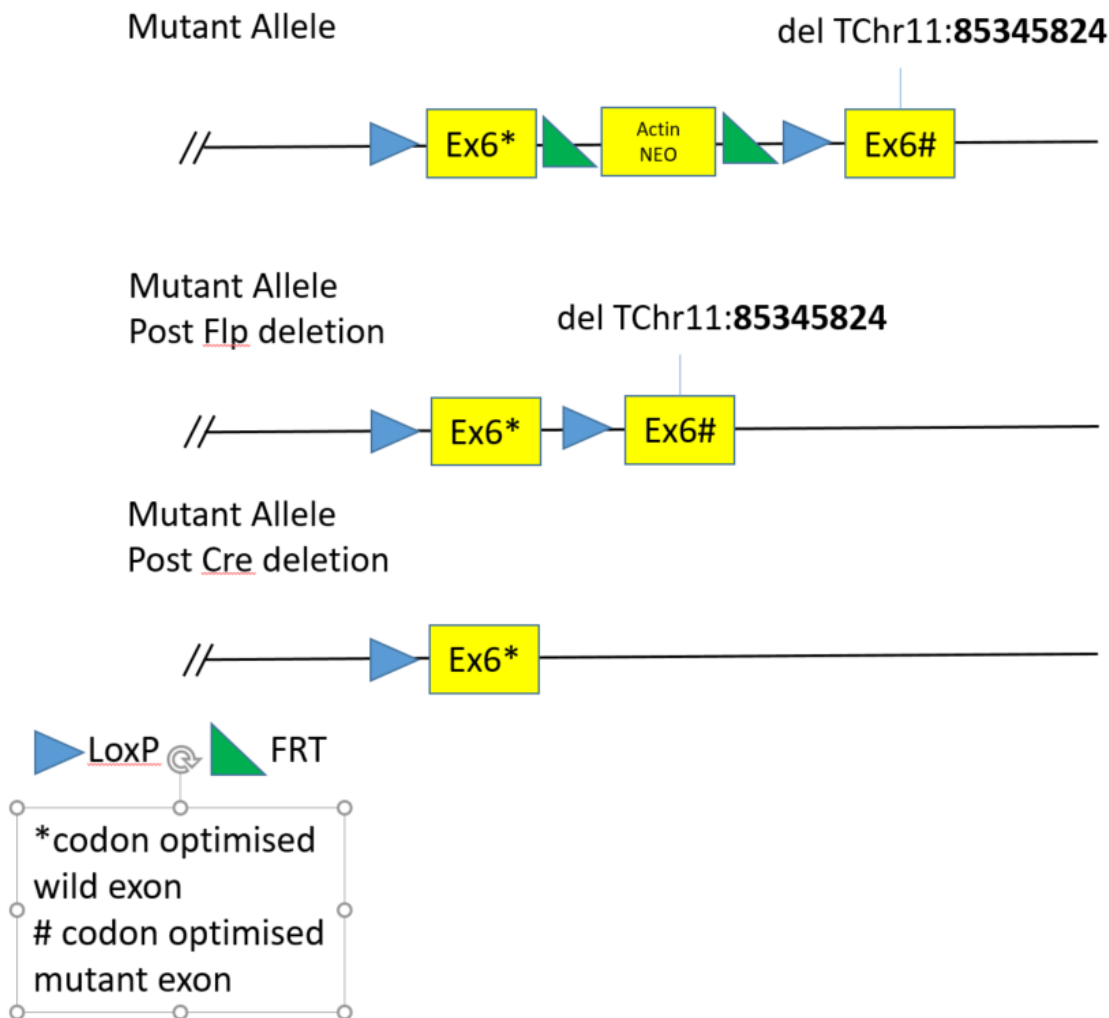 Mutant Allele
del TChr11:85345824
Ex6*
Actin
NEO
Ex6#
Mutant Allele
Post Flp deletion
del TChr11:85345824
Ex6*
Ex6#
Mutant Allele
Post Cre deletion
Ex6*
LoxP
FRT
*codon optimised
wild exon
# codon optimised
mutant exon